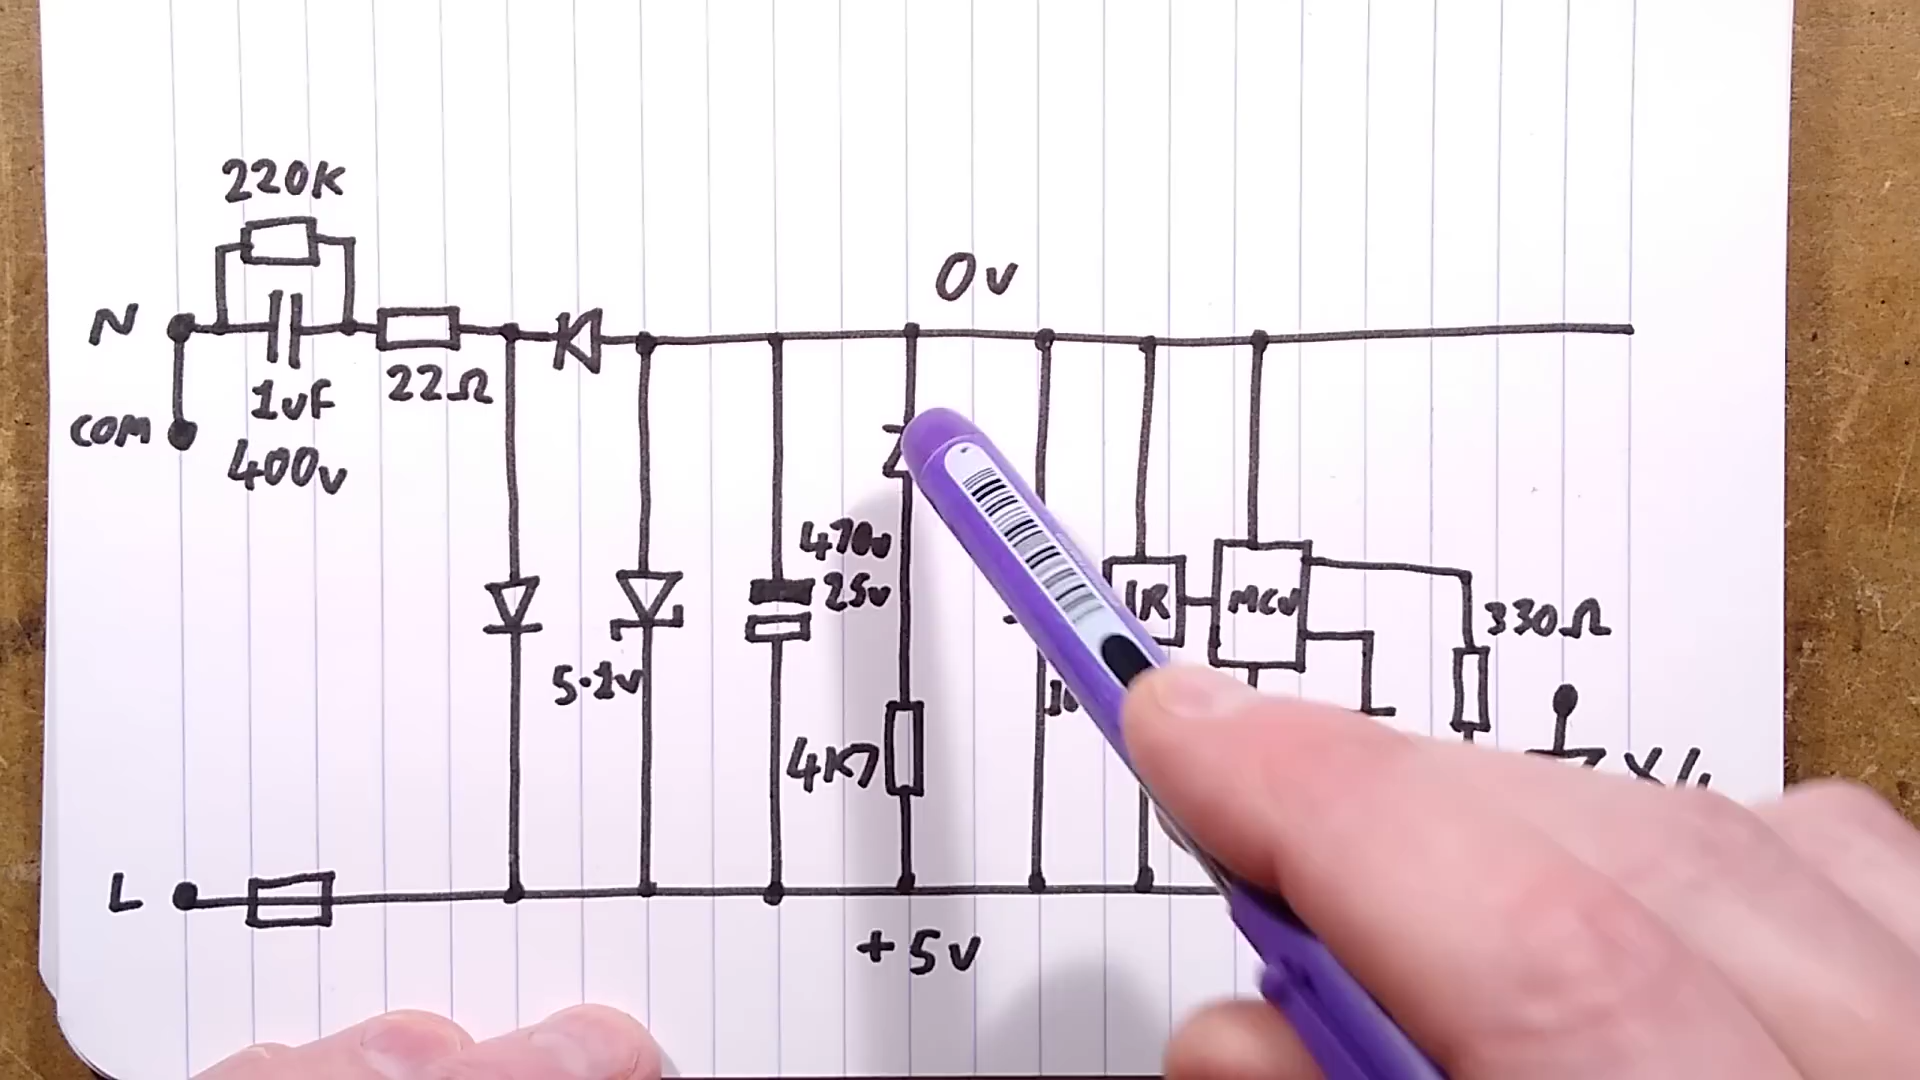 220K
0v
N
1uF
22Ω
COM
400v
470u
25v
IR
MCU
330Ω
5.1v
4K7
L
+5v